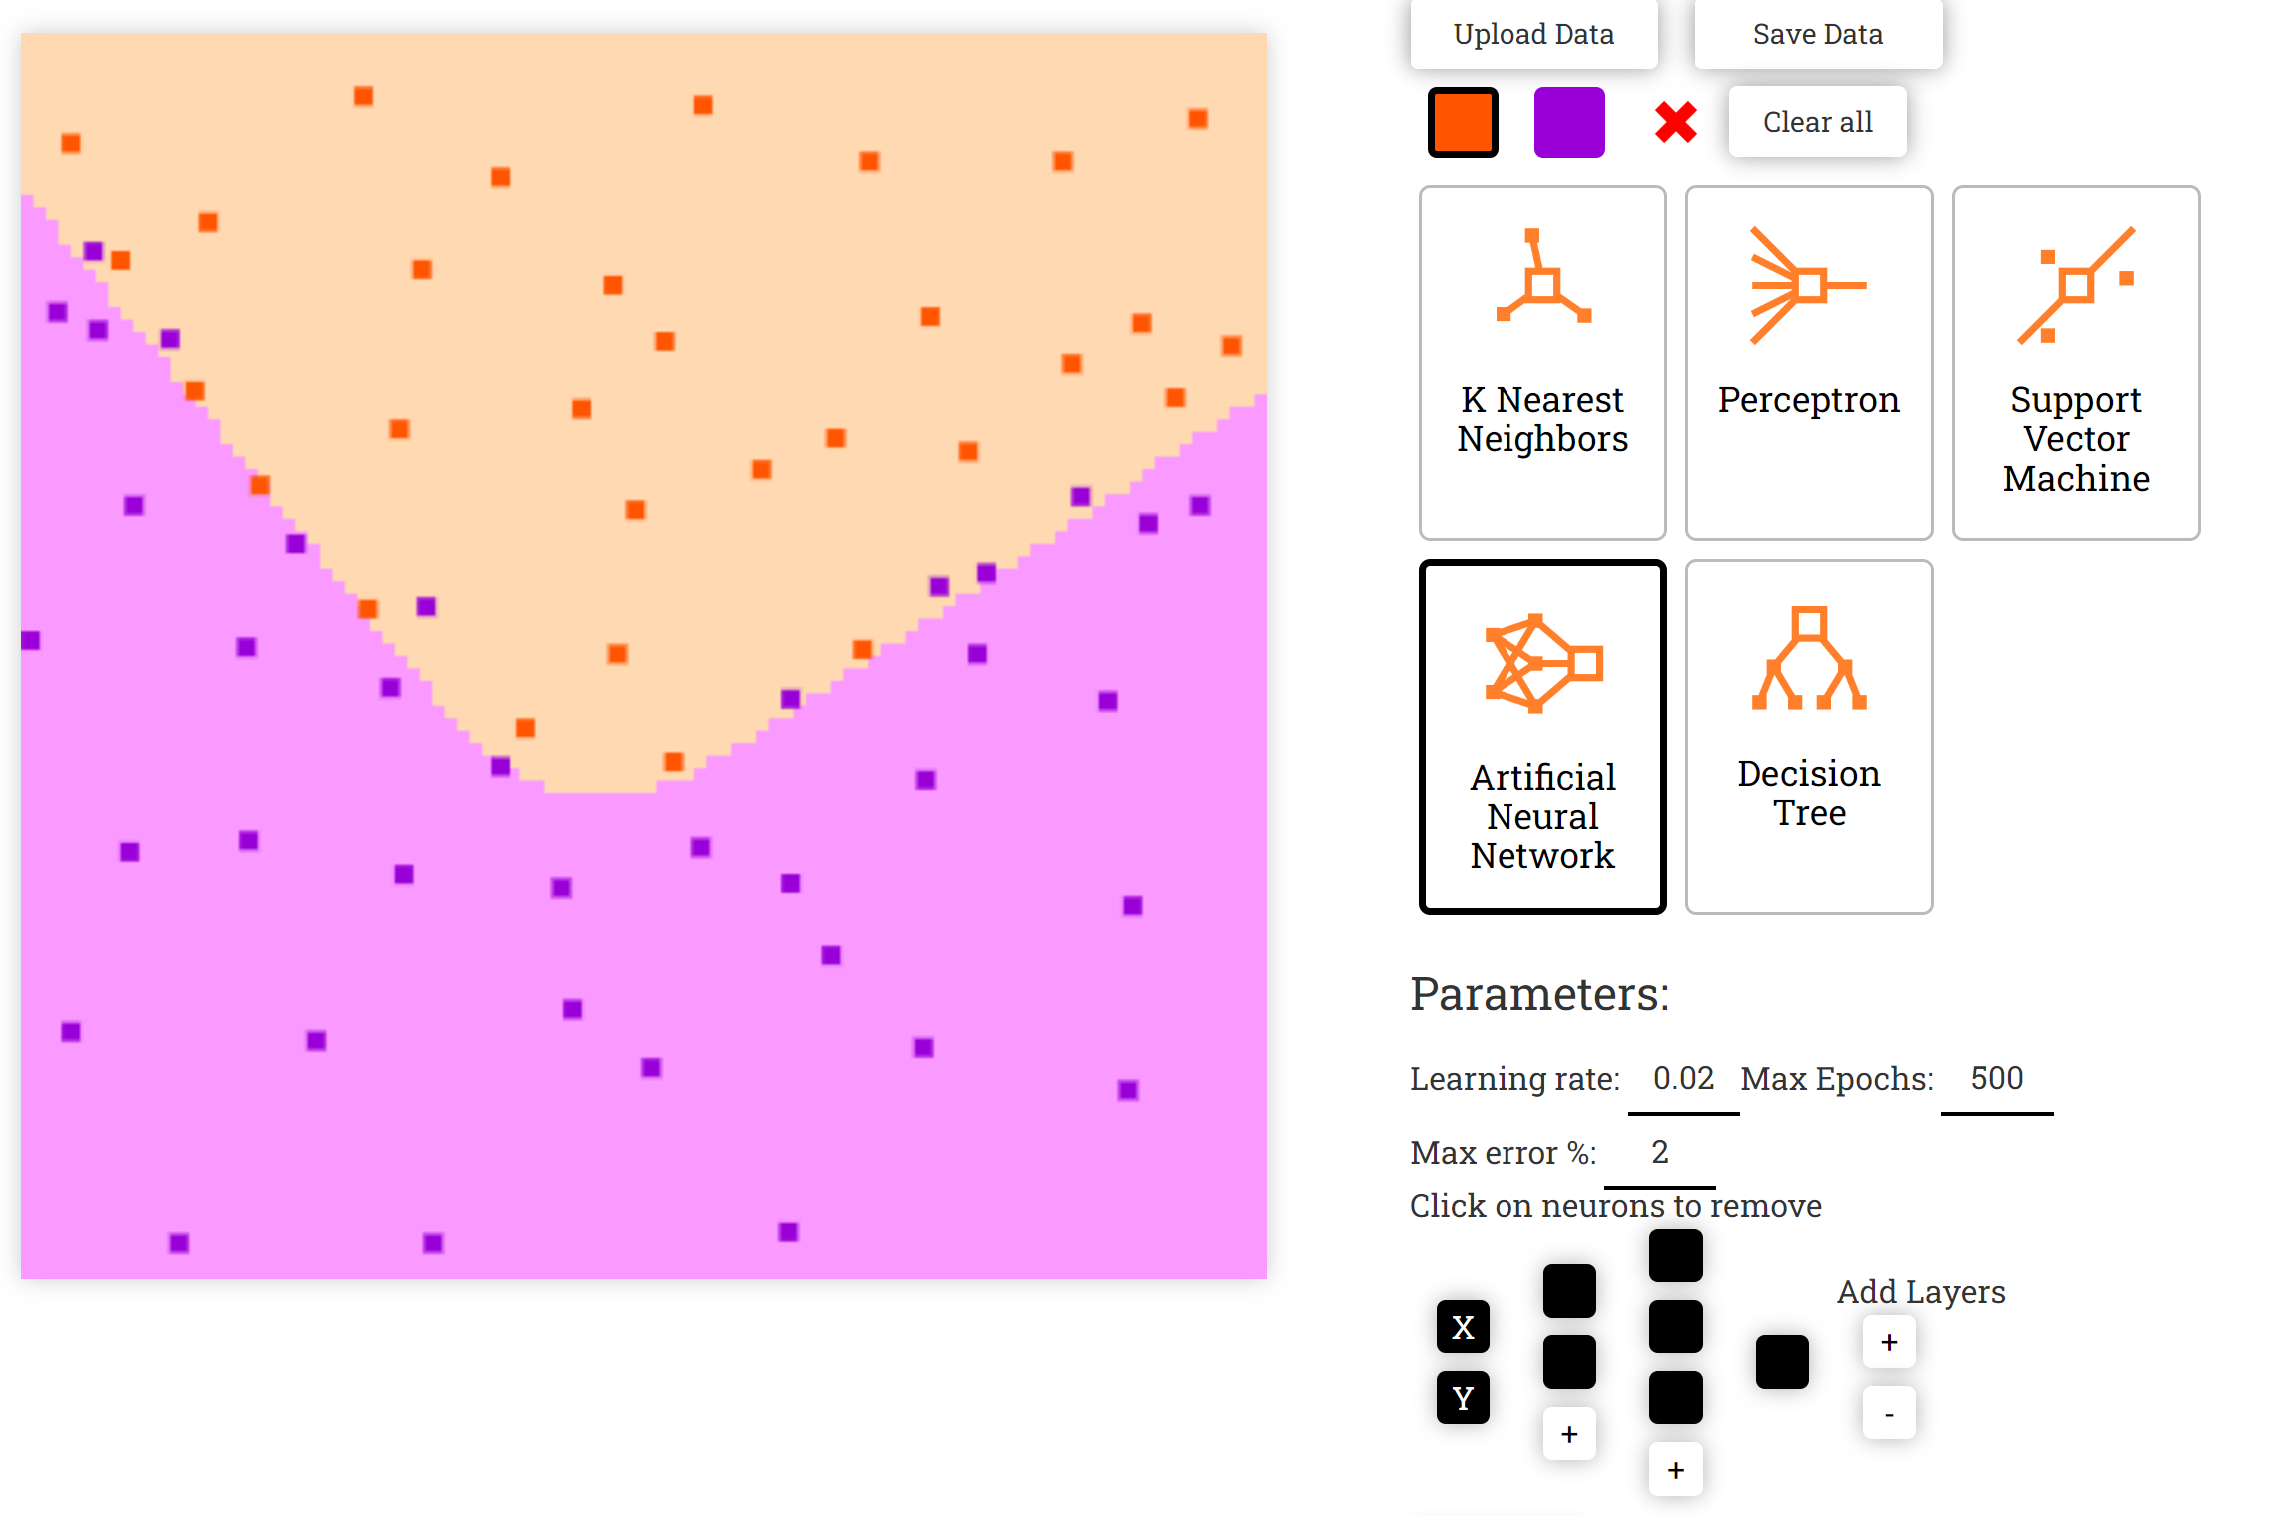 Upload Data
Save Data
Clear all
K Nearest
Neighbors
Perceptron
Support
Vector
Machine
Artificial
Neural
Network
Decision
Tree
Parameters:
Learning rate: 0.02 Max Epochs: 500
Max error %: 2
Click on neurons to remove
X
Y
+
+
Add Layers
+
-